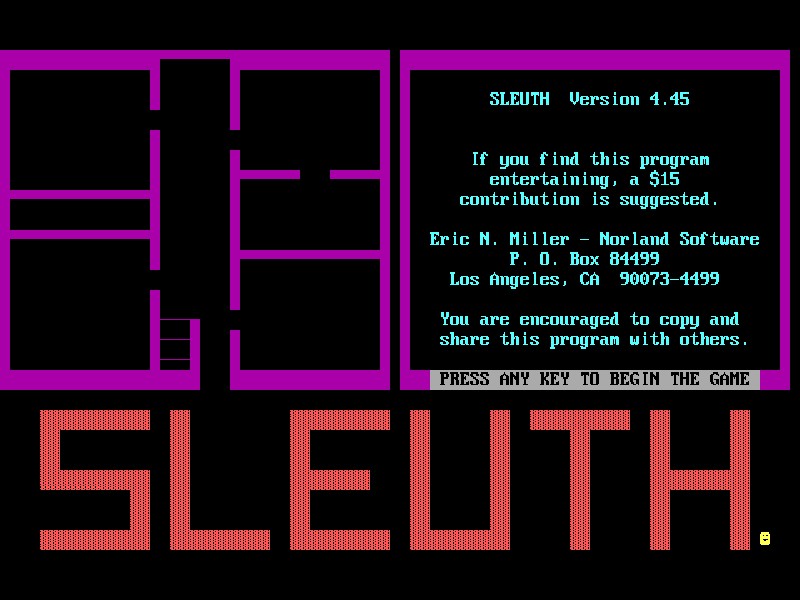 SLEUTH Version 4.45
If you find this program
entertaining, a $15
contribution is suggested.
Eric N. Miller - Norland Software
P. O. Box 84499
Los Angeles, CA 90073-4499
You are encouraged to copy and
share this program with others.
PRESS ANY KEY TO BEGIN THE GAME
SLEUTH